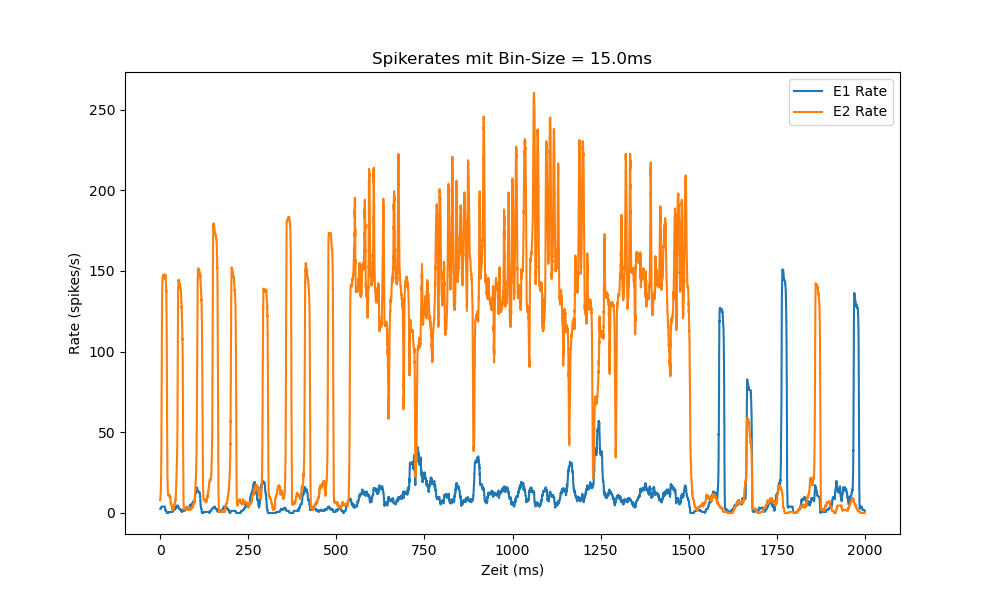 Spikerates mit Bin-Size = 15.0ms
E1 Rate
E2 Rate
Rate (spikes/s)
250
200
150
100
50
0
0 250 500 750 1000 1250 1500 1750 2000
Zeit (ms)